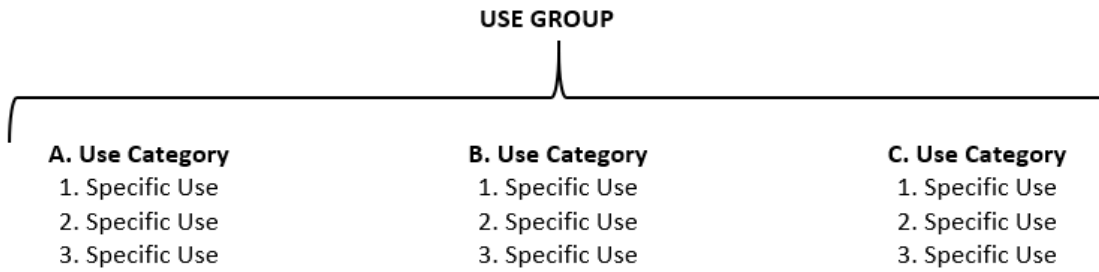 USE GROUP
A. Use Category
1. Specific Use
2. Specific Use
3. Specific Use
B. Use Category
1. Specific Use
2. Specific Use
3. Specific Use
C. Use Category
1. Specific Use
2. Specific Use
3. Specific Use